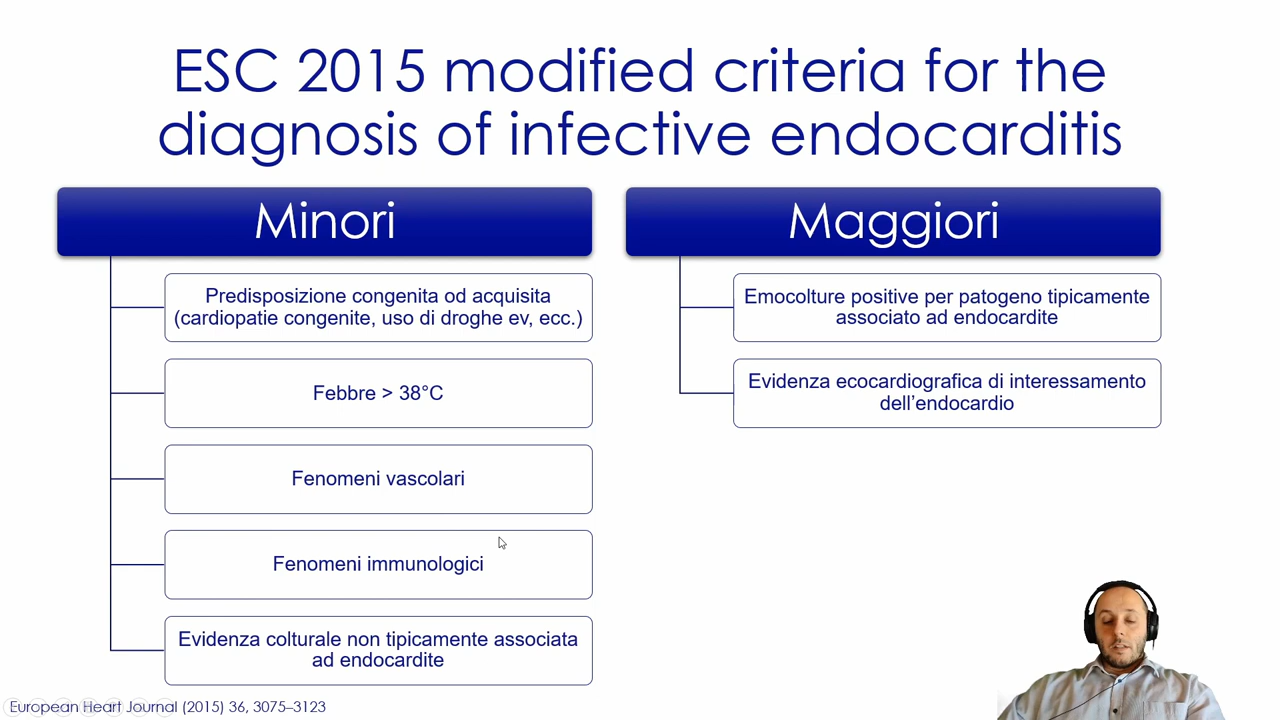 ESC 2015 modified criteria for the
diagnosis of infective endocarditis
Minori
Predisposizione congenita od acquisita
(cardiopatie congenite, uso di droghe ev, ecc.)
Febbre > 38°C
Fenomeni vascolari
Fenomeni immunologici
Evidenza colturale non tipicamente associata
ad endocardite
Maggiori
Emocolture positive per patogeno tipicamente
associato ad endocardite
Evidenza ecocardiografica di interessamento
dell’endocardio
European Heart Journal (2015) 36, 3075–3123